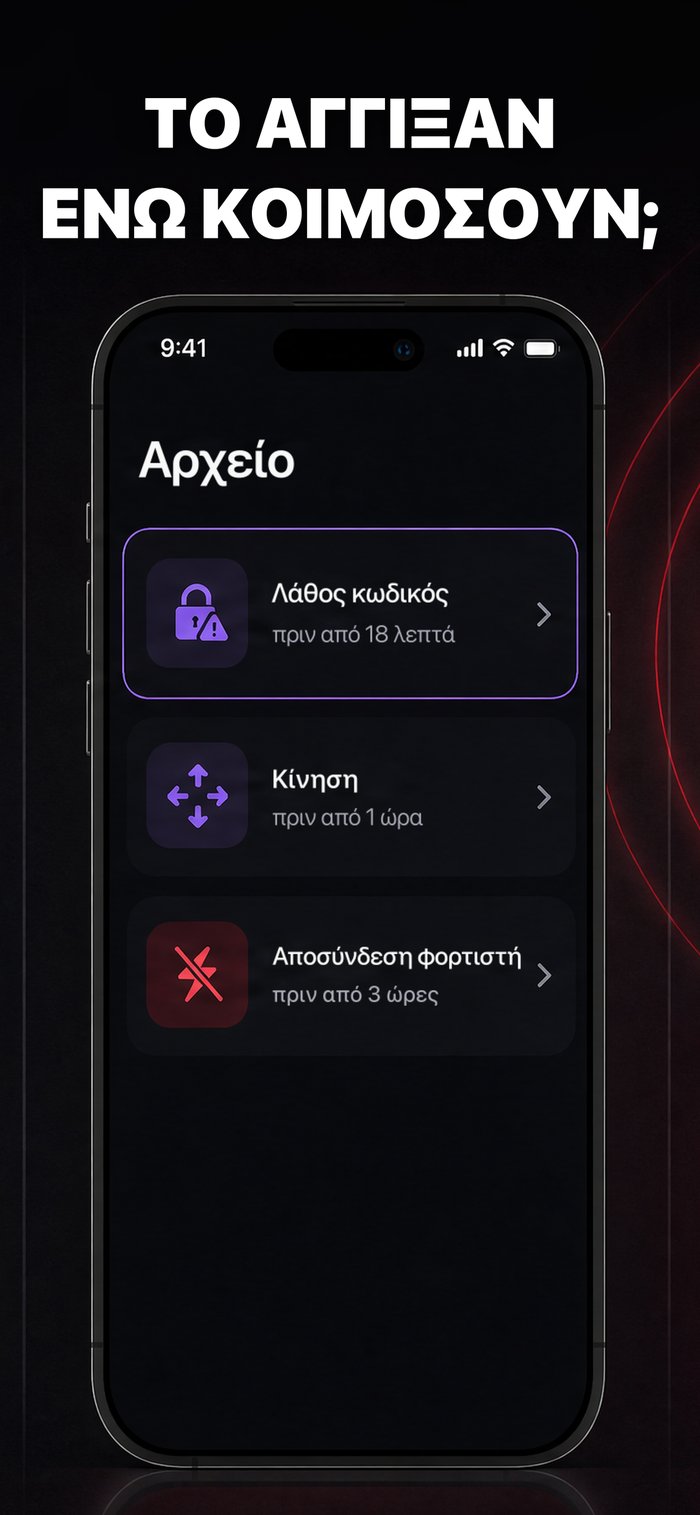 ΤΟ ΑΓΓΙΞΑΝ
ΕΝΩ ΚΟΙΜΟΣΟΥΝ;
9:41
Αρχείο
Λάθος κωδικός
πριν από 18 λεπτά
Κίνηση
πριν από 1 ώρα
Αποσύνδεση φορτιστή
πριν από 3 ώρες